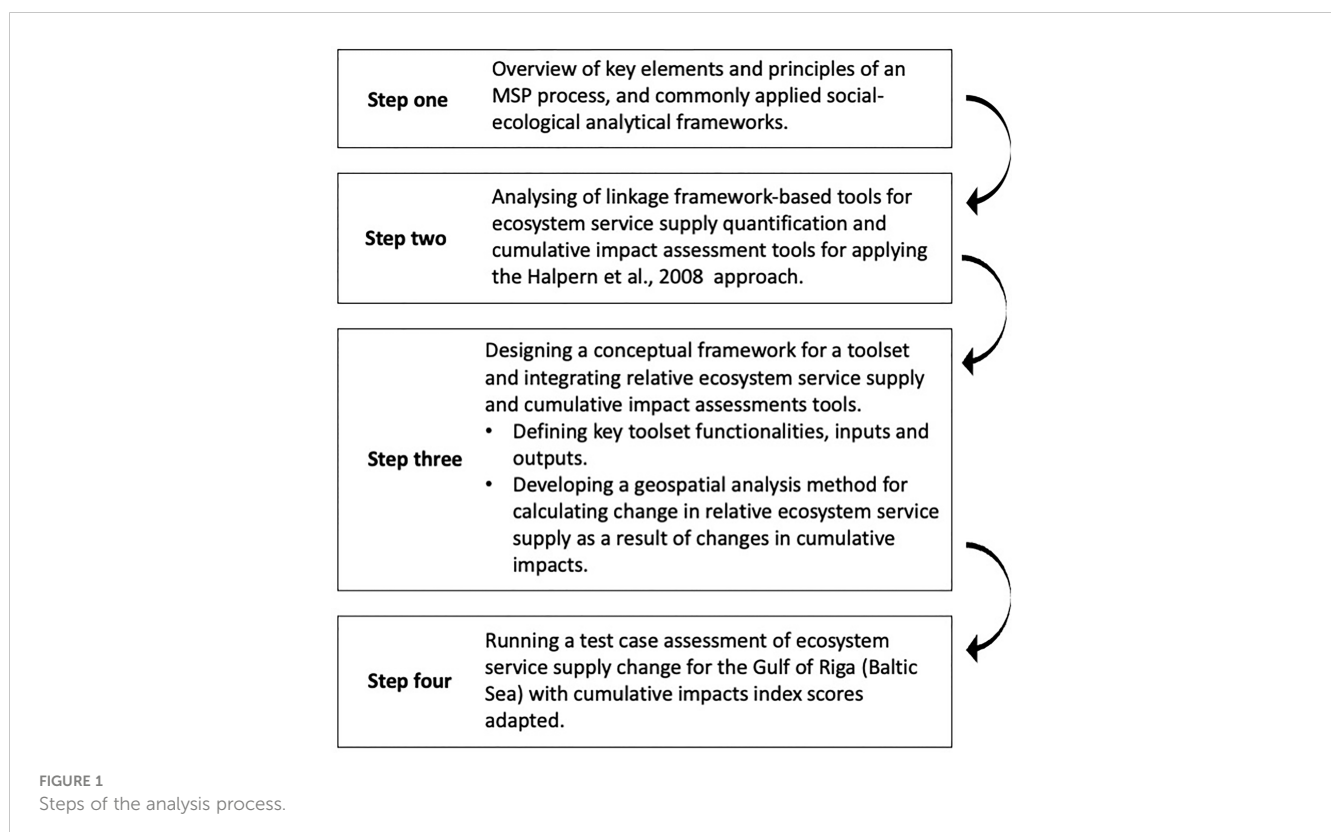 Step one
Overview of key elements and principles of an
MSP process, and commonly applied social-
ecological analytical frameworks.
Step two
Analysing of linkage framework-based tools for
ecosystem service supply quantification and
cumulative impact assessment tools for applying
the Halpern et al., 2008 approach.
Step three
Designing a conceptual framework for a toolset
and integrating relative ecosystem service supply
and cumulative impact assessments tools.
• Defining key toolset functionalities, inputs and
outputs.
• Developing a geospatial analysis method for
calculating change in relative ecosystem service
supply as a result of changes in cumulative
impacts.
Step four
Running a test case assessment of ecosystem
service supply change for the Gulf of Riga (Baltic
Sea) with cumulative impacts index scores
adapted.
FIGURE 1
Steps of the analysis process.